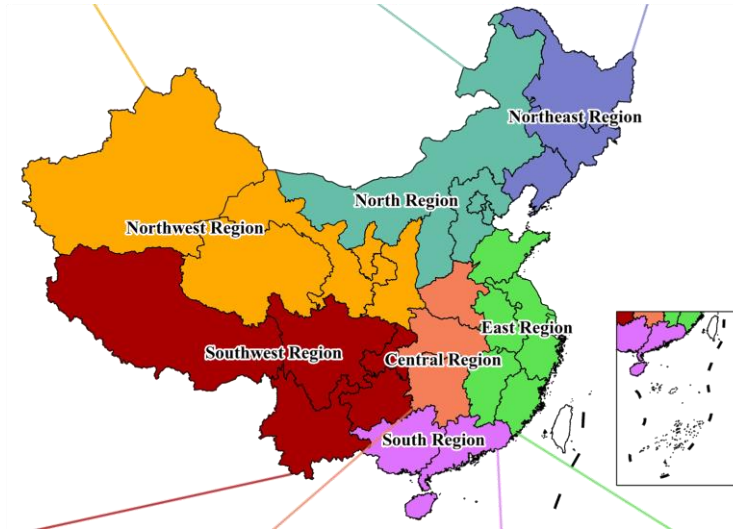 Northeast Region
North Region
Northwest Region
East Region
Southwest Region
Central Region
South Region